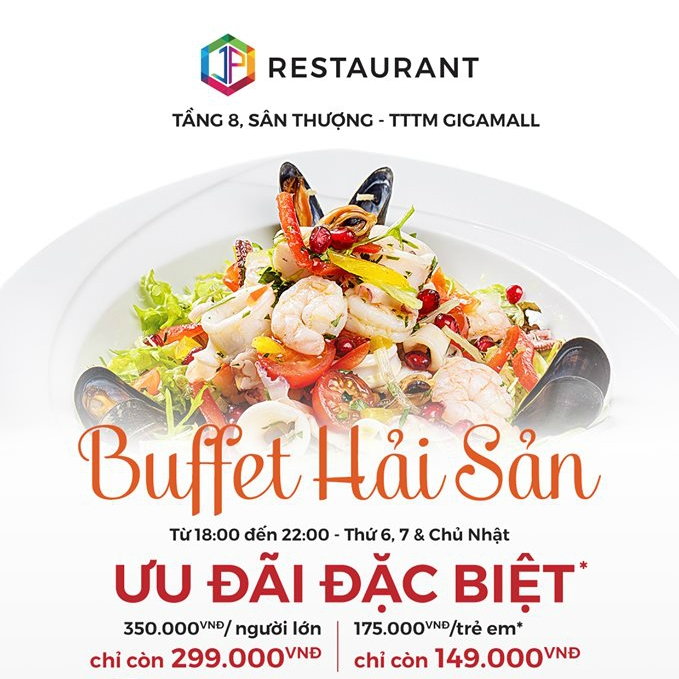 JP RESTAURANT
TẦNG 8, SÂN THƯỢNG - TTTM GIGAMALL
Buffet Hải Sản
Từ 18:00 đến 22:00 - Thứ 6, 7 & Chủ Nhật
ƯU ĐÃI ĐẶC BIỆT*
350.000VNĐ/ người lớn
chỉ còn 299.000VNĐ
175.000VNĐ/trẻ em*
chỉ còn 149.000VNĐ